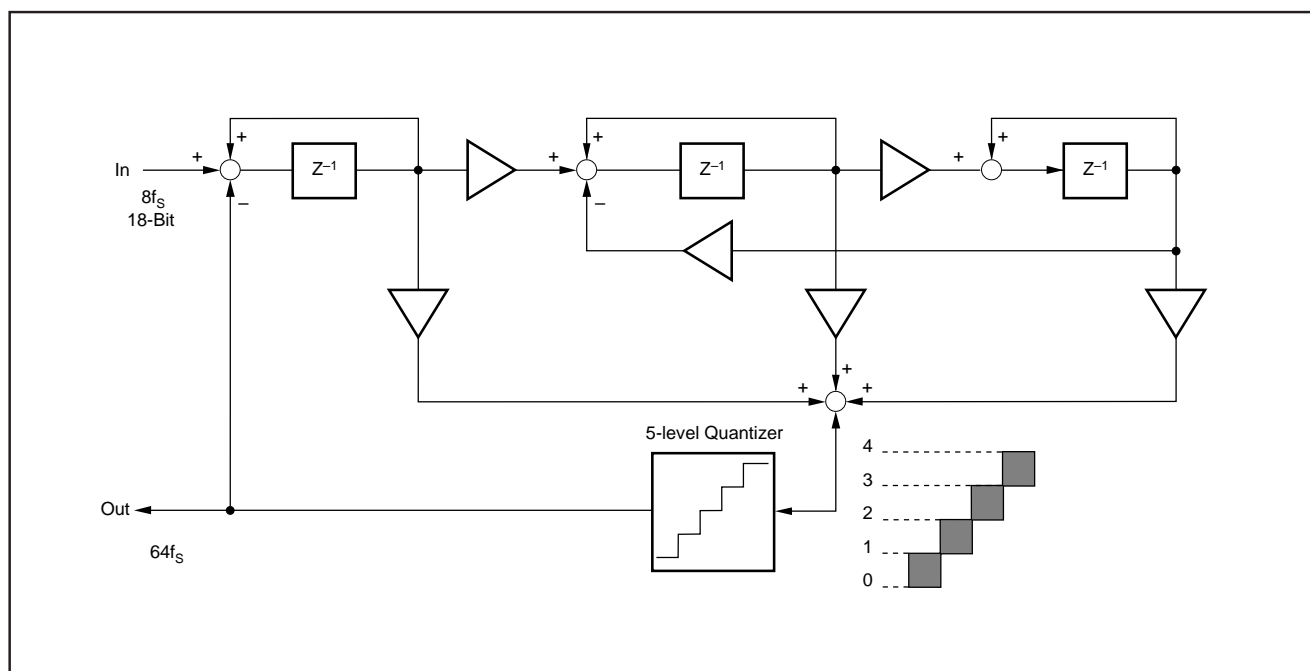 + + + +
In + Z⁻¹ + Z⁻¹ + Z⁻¹
8fS
– –
18-Bit
+
+ +
5-level Quantizer
4
3
2
Out
1
64fS
0